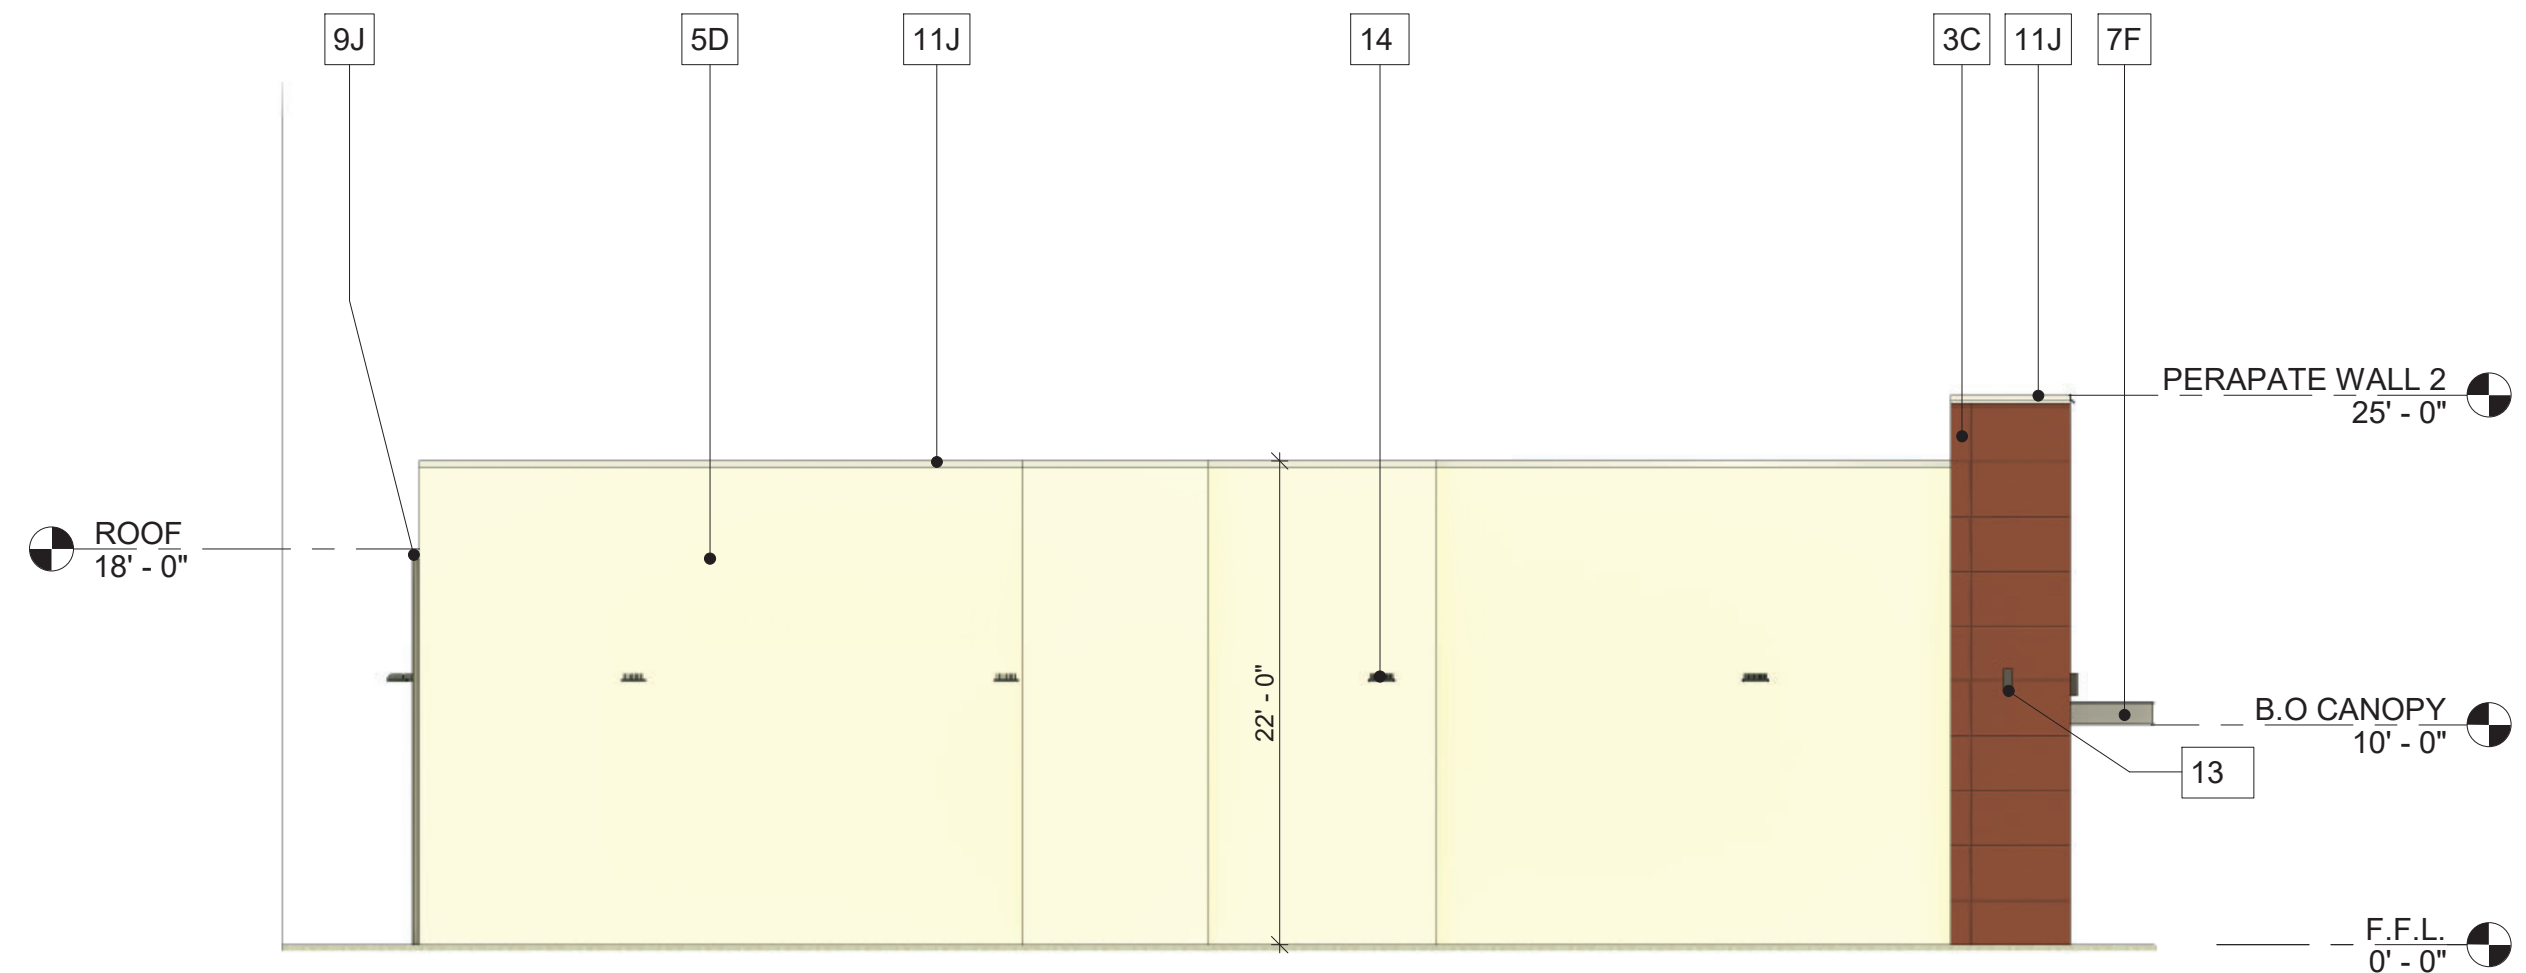 9J
5D
11J
14
3C
11J
7F
PERAPATE WALL 2
25' - 0"
ROOF
18' - 0"
22' - 0"
B.O CANOPY
10' - 0"
13
F.F.L.
0' - 0"